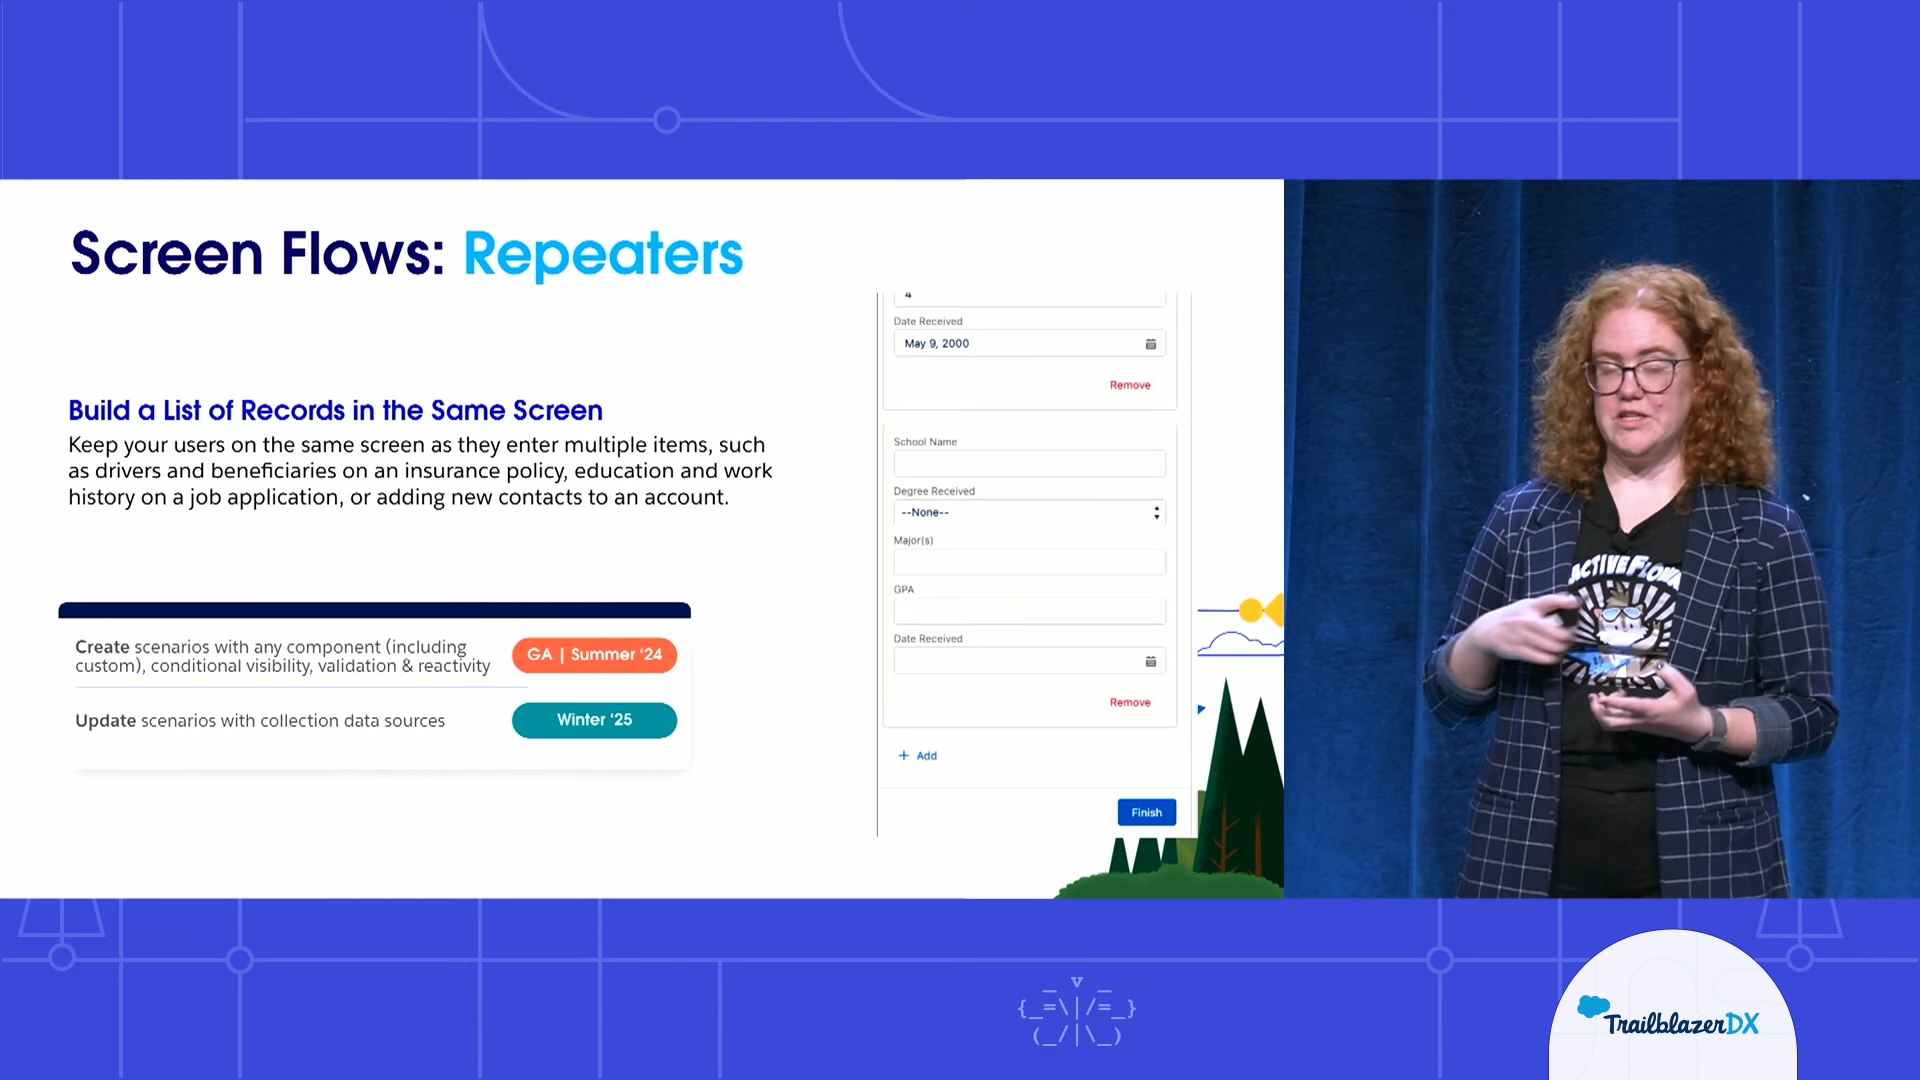 Screen Flows: Repeaters
Build a List of Records in the Same Screen
Keep your users on the same screen as they enter multiple items, such
as drivers and beneficiaries on an insurance policy, education and work
history on a job application, or adding new contacts to an account.
Create scenarios with any component (including
custom), conditional visibility, validation & reactivity
GA | Summer ‘24
Update scenarios with collection data sources
Winter ‘25
4
Date Received
May 9, 2000
Remove
School Name
Degree Received
--None--
Major(s)
GPA
Date Received
Remove
+ Add
Finish
TrailblazerDX